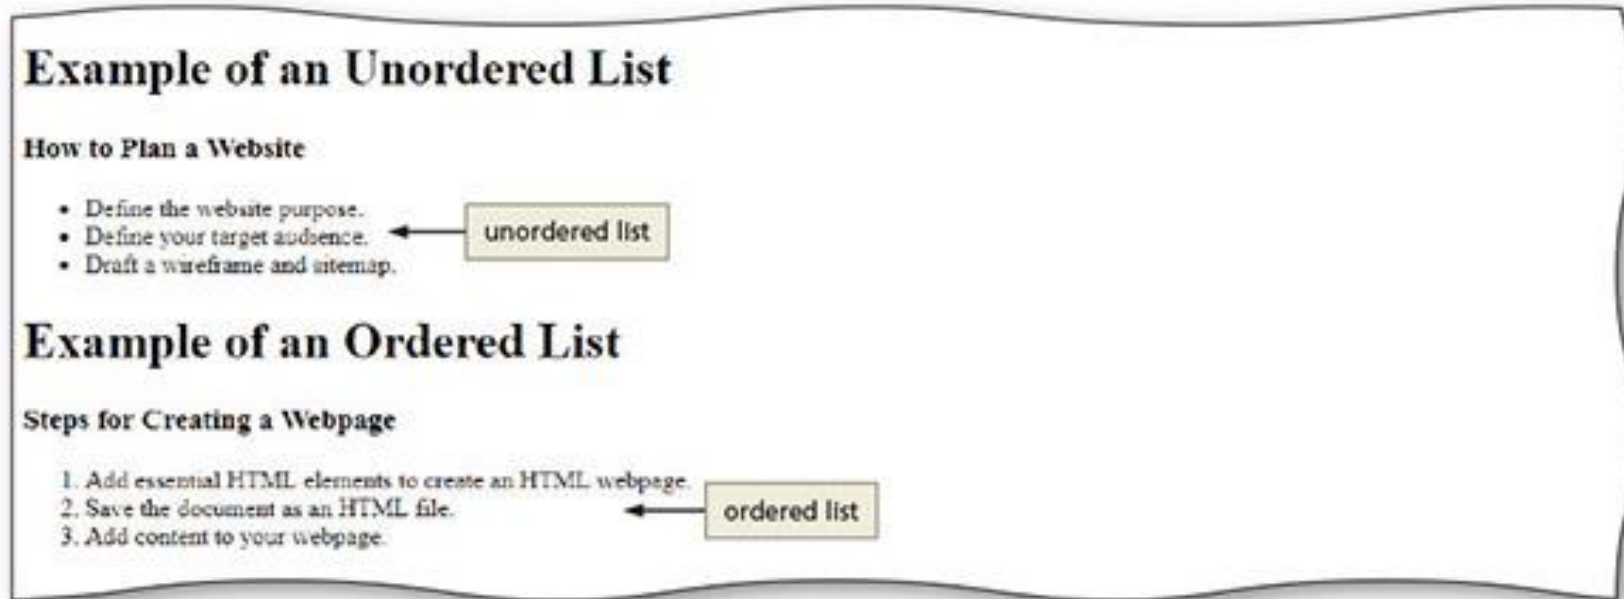 Example of an Unordered List
How to Plan a Website
• Define the website purpose.
• Define your target audience.
unordered list
• Draft a wireframe and sitemap.
Example of an Ordered List
Steps for Creating a Webpage
1. Add essential HTML elements to create an HTML webpage.
2. Save the document as an HTML file.
ordered list
3. Add content to your webpage.